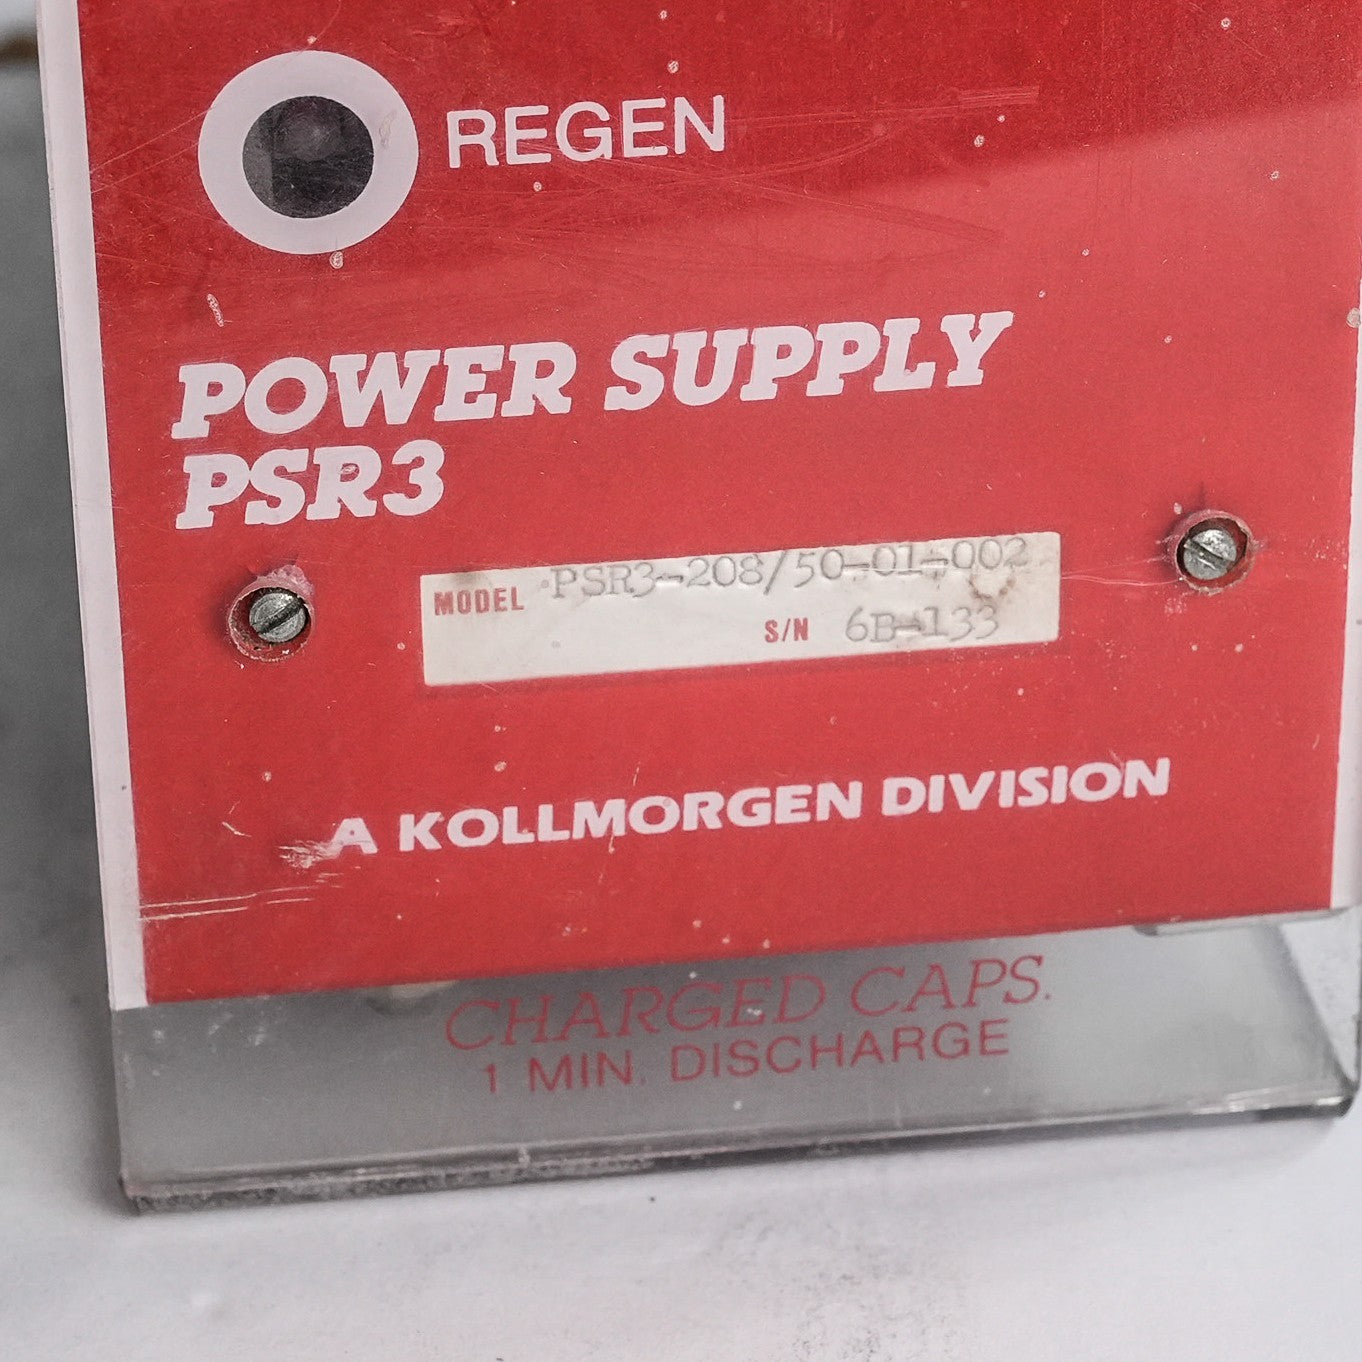 REGEN
POWER SUPPLY
PSR3
MODEL PSR3-208/50-01-002
S/N 6B-133
A KOLLMORGEN DIVISION
CHARGED CAPS.
1 MIN. DISCHARGE